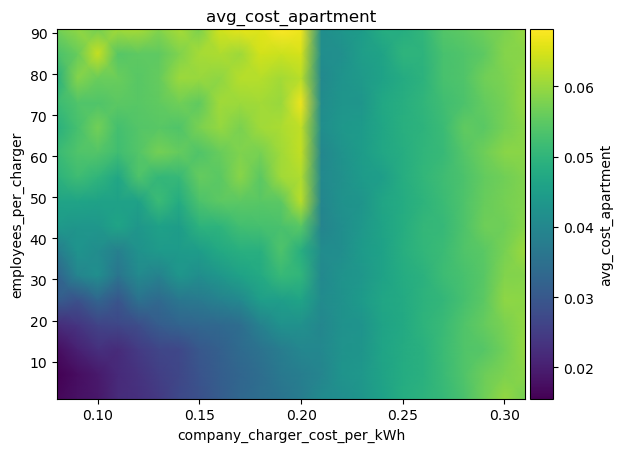 avg_cost_apartment
90
80
70
60
50
40
30
20
10
employees_per_charger
0.10 0.15 0.20 0.25 0.30
company_charger_cost_per_kWh
0.06
0.05
0.04
0.03
0.02
avg_cost_apartment